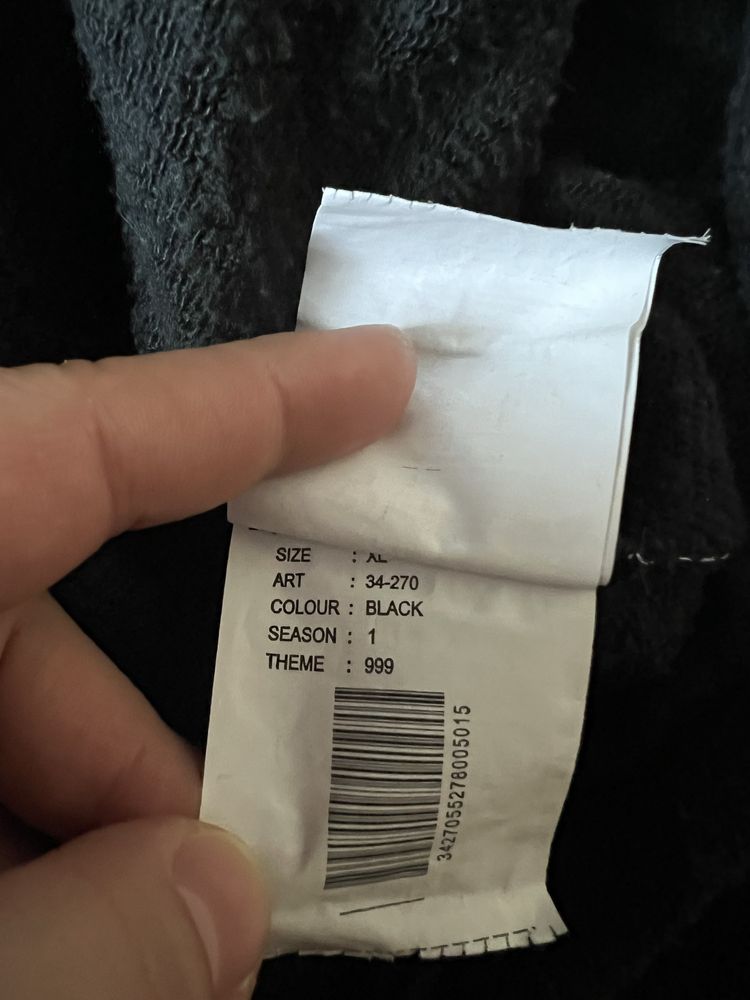 SIZE : XL
ART : 34-270
COLOUR : BLACK
SEASON : 1
THEME : 999
3427055278005015